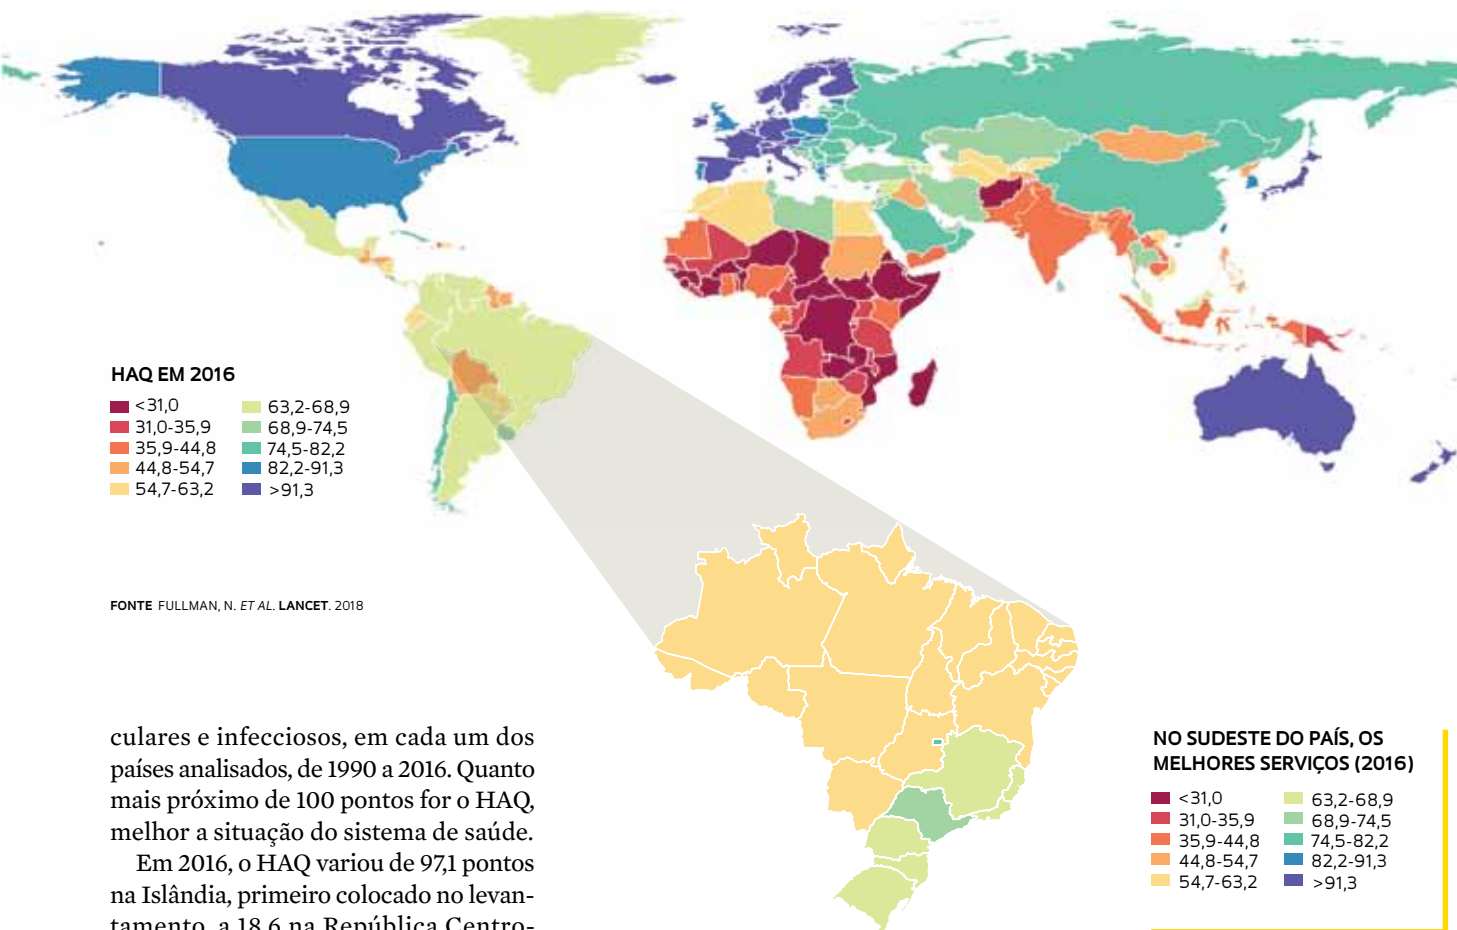 HAQ EM 2016
<31,0
31,0-35,9
35,9-44,8
44,8-54,7
54,7-63,2
63,2-68,9
68,9-74,5
74,5-82,2
82,2-91,3
>91,3
FONTE FULLMAN, N. ET AL. LANCET. 2018
culares e infecciosos, em cada um dos
países analisados, de 1990 a 2016. Quanto
mais próximo de 100 pontos for o HAQ,
melhor a situação do sistema de saúde.
Em 2016, o HAQ variou de 97,1 pontos
na Islândia, primeiro colocado no levan-
tamento, a 18,6 na República Centro-
NO SUDESTE DO PAÍS, OS
MELHORES SERVIÇOS (2016)
<31,0
31,0-35,9
35,9-44,8
44,8-54,7
54,7-63,2
63,2-68,9
68,9-74,5
74,5-82,2
82,2-91,3
>91,3